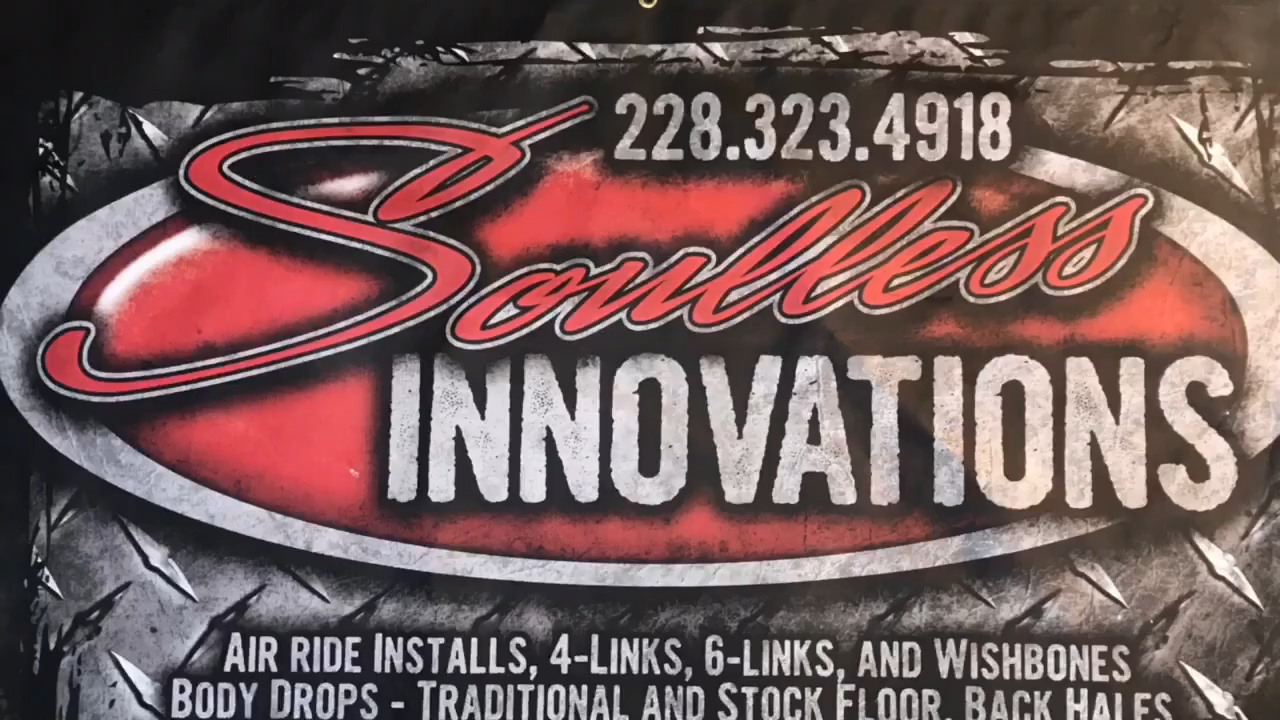 228.323.4918
Soulless
INNOVATIONS
AIR RIDE INSTALLS, 4-LINKS, 6-LINKS, AND WISHBONES
BODY DROPS - TRADITIONAL AND STOCK FLOOR, BACK HALFS